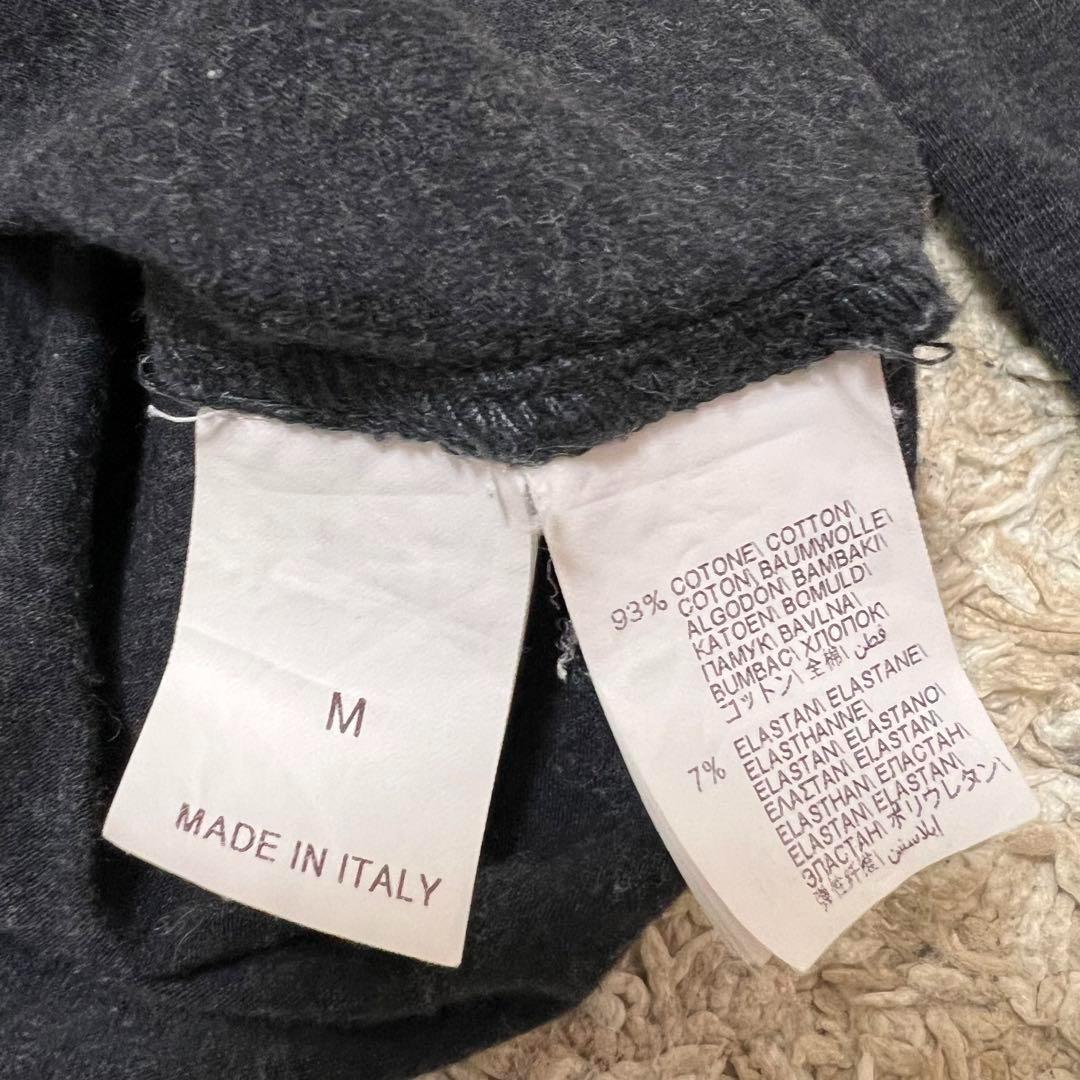 M
MADE IN ITALY
93% COTONE\ COTTON\
COTON\ BAUMWOLLE\
ALGODÓN\ BAMBAKI\
KATOEN\ BOMULD\
ПАМУК\ BAVLNA\
BUMBAC\ ХЛОПОК\
コットン\ 全棉\ قطن\
7% ELASTAN\ ELASTANE\
ELASTHANNE\
ELASTAN\ ELASTANO\
ΕΛΑΣΤΑΝ\ ELASTAN\
ELASTHAN\ ЕЛАСТАН\
ELASTAN\ ELASTAN\
ЭЛАСТАН\ ポリウレタン\
弹性纤维\ إيلاستين\